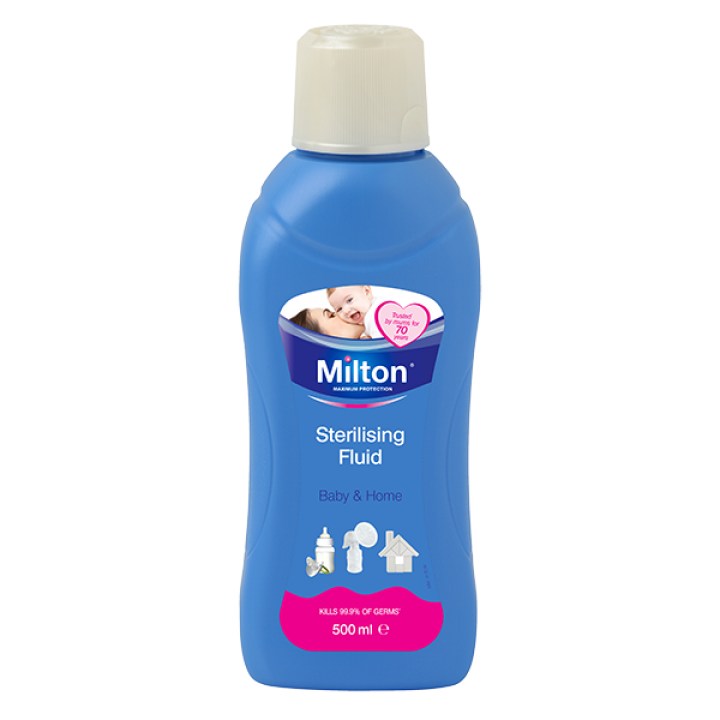 Trusted
by mums for
70
years
Milton®
MAXIMUM PROTECTION
Sterilising
Fluid
Baby & Home
KILLS 99.9% OF GERMS*
500 ml ℮